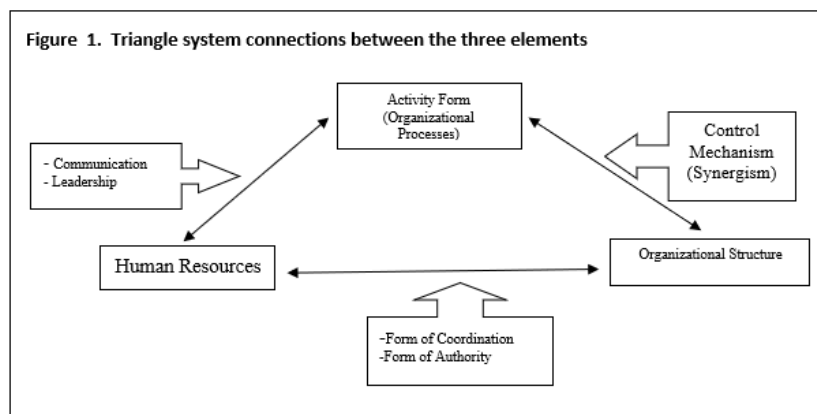 Figure 1. Triangle system connections between the three elements
Activity Form
(Organizational
Processes)
- Communication
- Leadership
Control
Mechanism
(Synergism)
Human Resources
Organizational Structure
-Form of Coordination
-Form of Authority